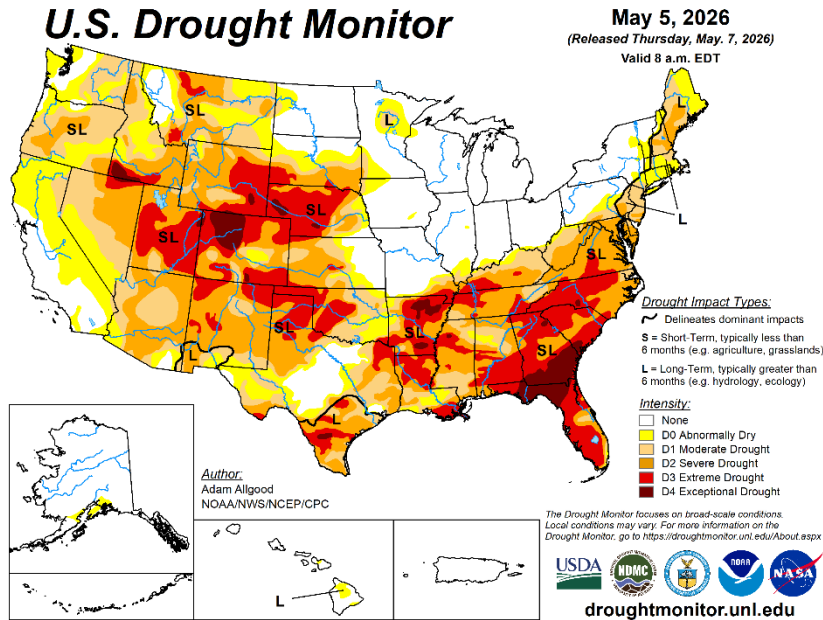 U.S. Drought Monitor
May 5, 2026
(Released Thursday, May. 7, 2026)
Valid 8 a.m. EDT
L
SL
L
SL
L
SL
SL
SL
SL
SL
SL
L
L
Drought Impact Types:
Delineates dominant impacts
S = Short-Term, typically less than
6 months (e.g. agriculture, grasslands)
L = Long-Term, typically greater than
6 months (e.g. hydrology, ecology)
Intensity:
None
D0 Abnormally Dry
D1 Moderate Drought
D2 Severe Drought
D3 Extreme Drought
D4 Exceptional Drought
Author:
Adam Allgood
NOAA/NWS/NCEP/CPC
L
The Drought Monitor focuses on broad-scale conditions.
Local conditions may vary. For more information on the
Drought Monitor, go to https://droughtmonitor.unl.edu/About.aspx
USDA
NDMC
NOAA
NASA
droughtmonitor.unl.edu